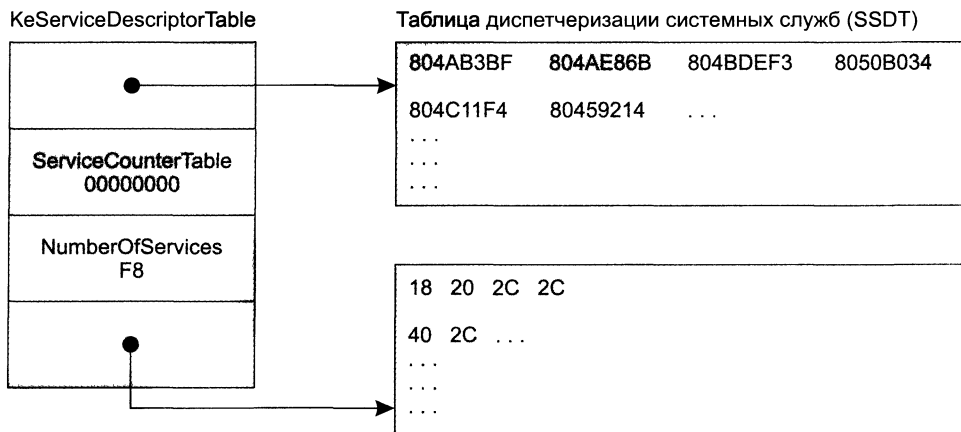 KeServiceDescriptorTable
Таблица диспетчеризации системных служб (SSDT)
804AB3BF 804AE86B 804BDEF3 8050B034
804C11F4 80459214 . . .
. . .
. . .
. . .
ServiceCounterTable
00000000
NumberOfServices
F8
18 20 2C 2C
40 2C . . .
. . .
. . .
. . .